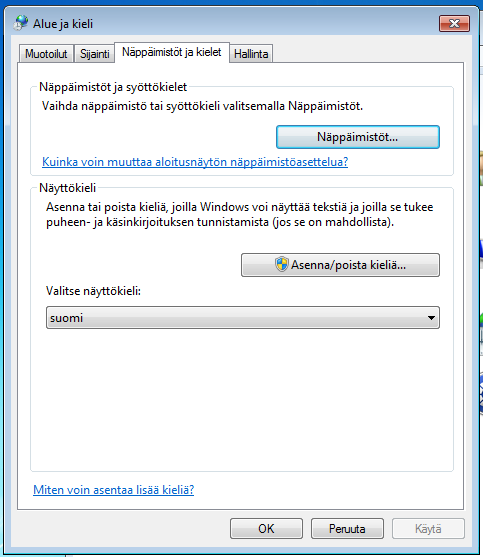 Alue ja kieli
Muotoilut
Sijainti
Näppäimistöt ja kielet
Hallinta
Näppäimistöt ja syöttökielet
Vaihda näppäimistö tai syöttökieli valitsemalla Näppäimistöt.
Näppäimistöt...
Kuinka voin muuttaa aloitusnäytön näppäimistöasettelua?
Näyttökieli
Asenna tai poista kieliä, joilla Windows voi näyttää tekstiä ja joilla se tukee
puheen- ja käsinkirjoituksen tunnistamista (jos se on mahdollista).
Asenna/poista kieliä...
Valitse näyttökieli:
suomi
Miten voin asentaa lisää kieliä?
OK
Peruuta
Käytä